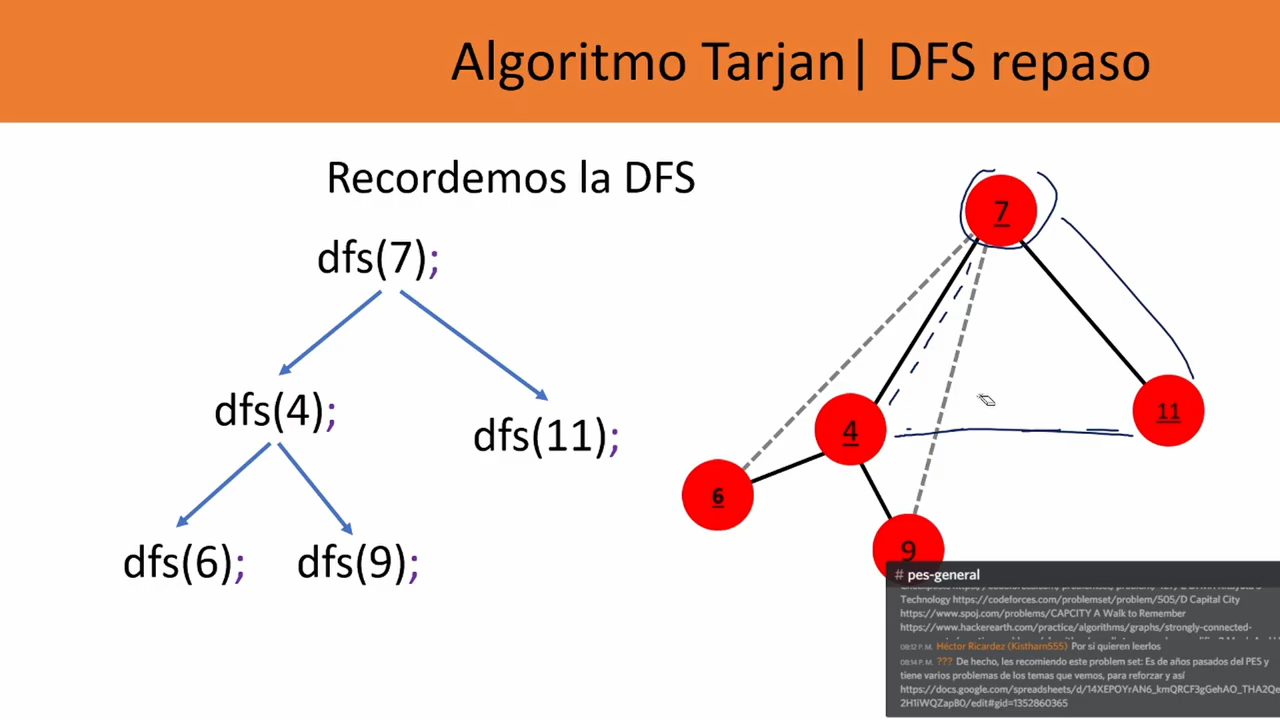 Algoritmo Tarjan| DFS repaso
Recordemos la DFS
dfs(7);
dfs(4);
dfs(11);
dfs(6);
dfs(9);
7
4
11
6
9
# pes-general
Technology https://codeforces.com/problemset/problem/505/D Capital City
https://www.spoj.com/problems/CAPCITY A Walk to Remember
https://www.hackerearth.com/practice/algorithms/graphs/strongly-connected-
08:12 P. M. Héctor Ricardez (Kistharn555) Por si quieren leerlos
08:14 P. M. ??? De hecho, les recomiendo este problem set: Es de años pasados del PES y
tiene varios problemas de los temas que vemos, para reforzar y así
https://docs.google.com/spreadsheets/d/14XEPOYrAN6_kmQRCF3gGehAO_THA2Qe
2H1iWQZapB0/edit#gid=1352860365